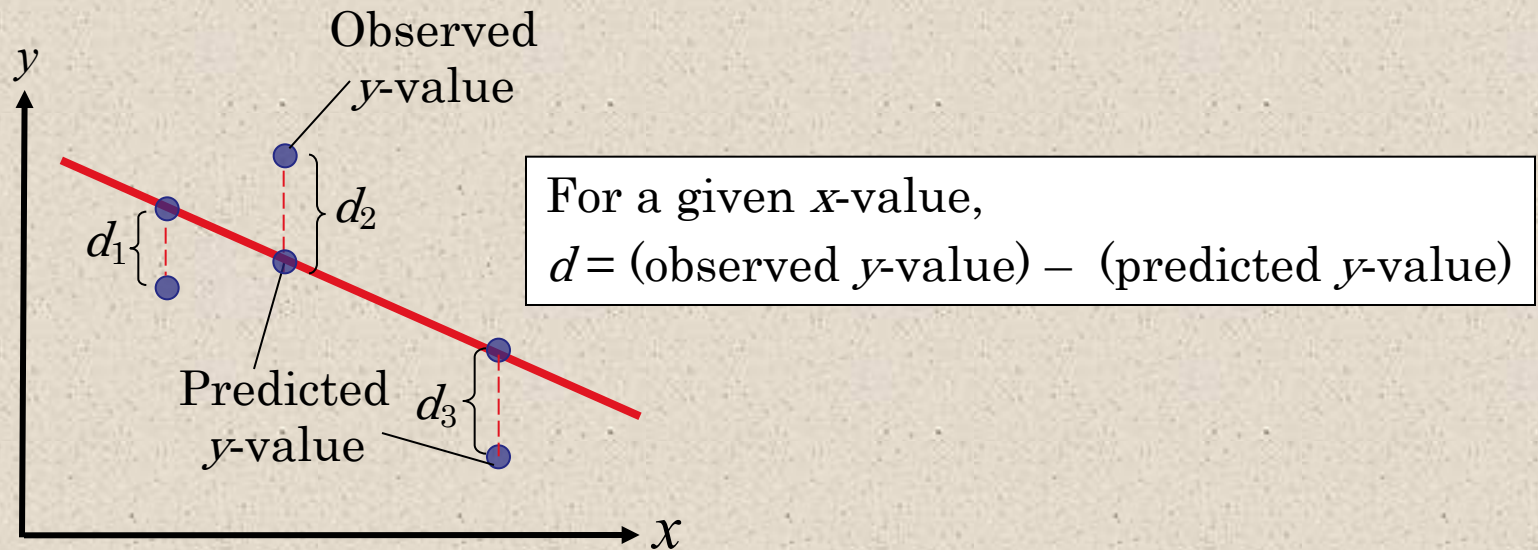 Observed
y-value
y
d₁
d₂
Predicted
y-value
d₃
x
For a given x-value,
d = (observed y-value) – (predicted y-value)